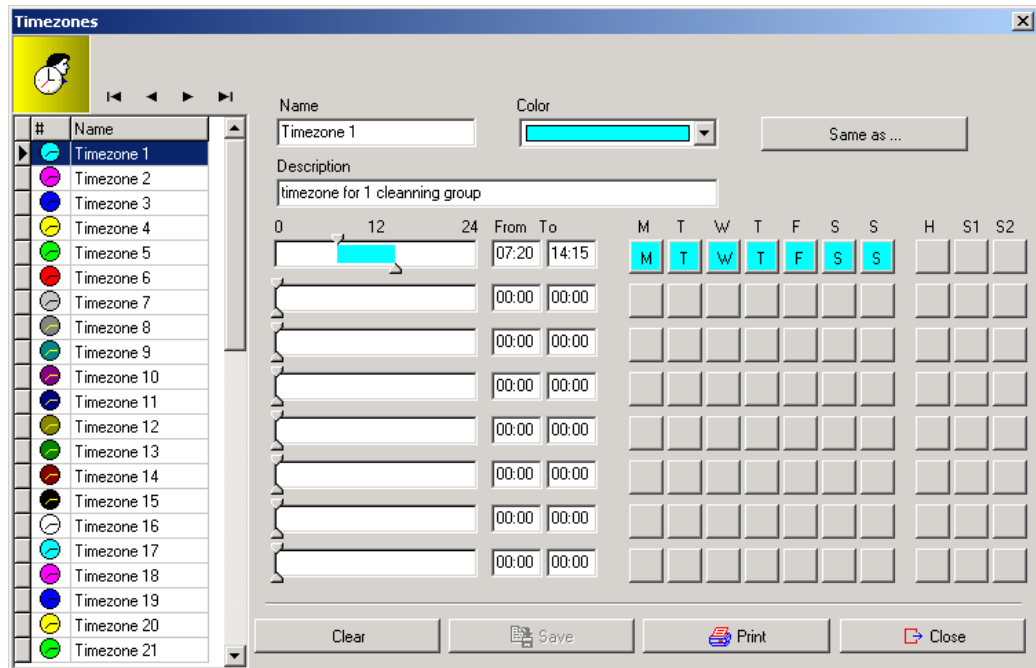 Timezones
Name Color
# Name
Timezone 1 Same as ...
Timezone 1
Timezone 2
Timezone 3
Timezone 4
Timezone 5
Timezone 6
Timezone 7
Timezone 8
Timezone 9
Timezone 10
Timezone 11
Timezone 12
Timezone 13
Timezone 14
Timezone 15
Timezone 16
Timezone 17
Timezone 18
Timezone 19
Timezone 20
Timezone 21
Description
timezone for 1 cleanning group
0 12 24 From To M T W T F S S H S1 S2
07:20 14:15 M T W T F S S
00:00 00:00
00:00 00:00
00:00 00:00
00:00 00:00
00:00 00:00
00:00 00:00
00:00 00:00
Clear Save Print Close